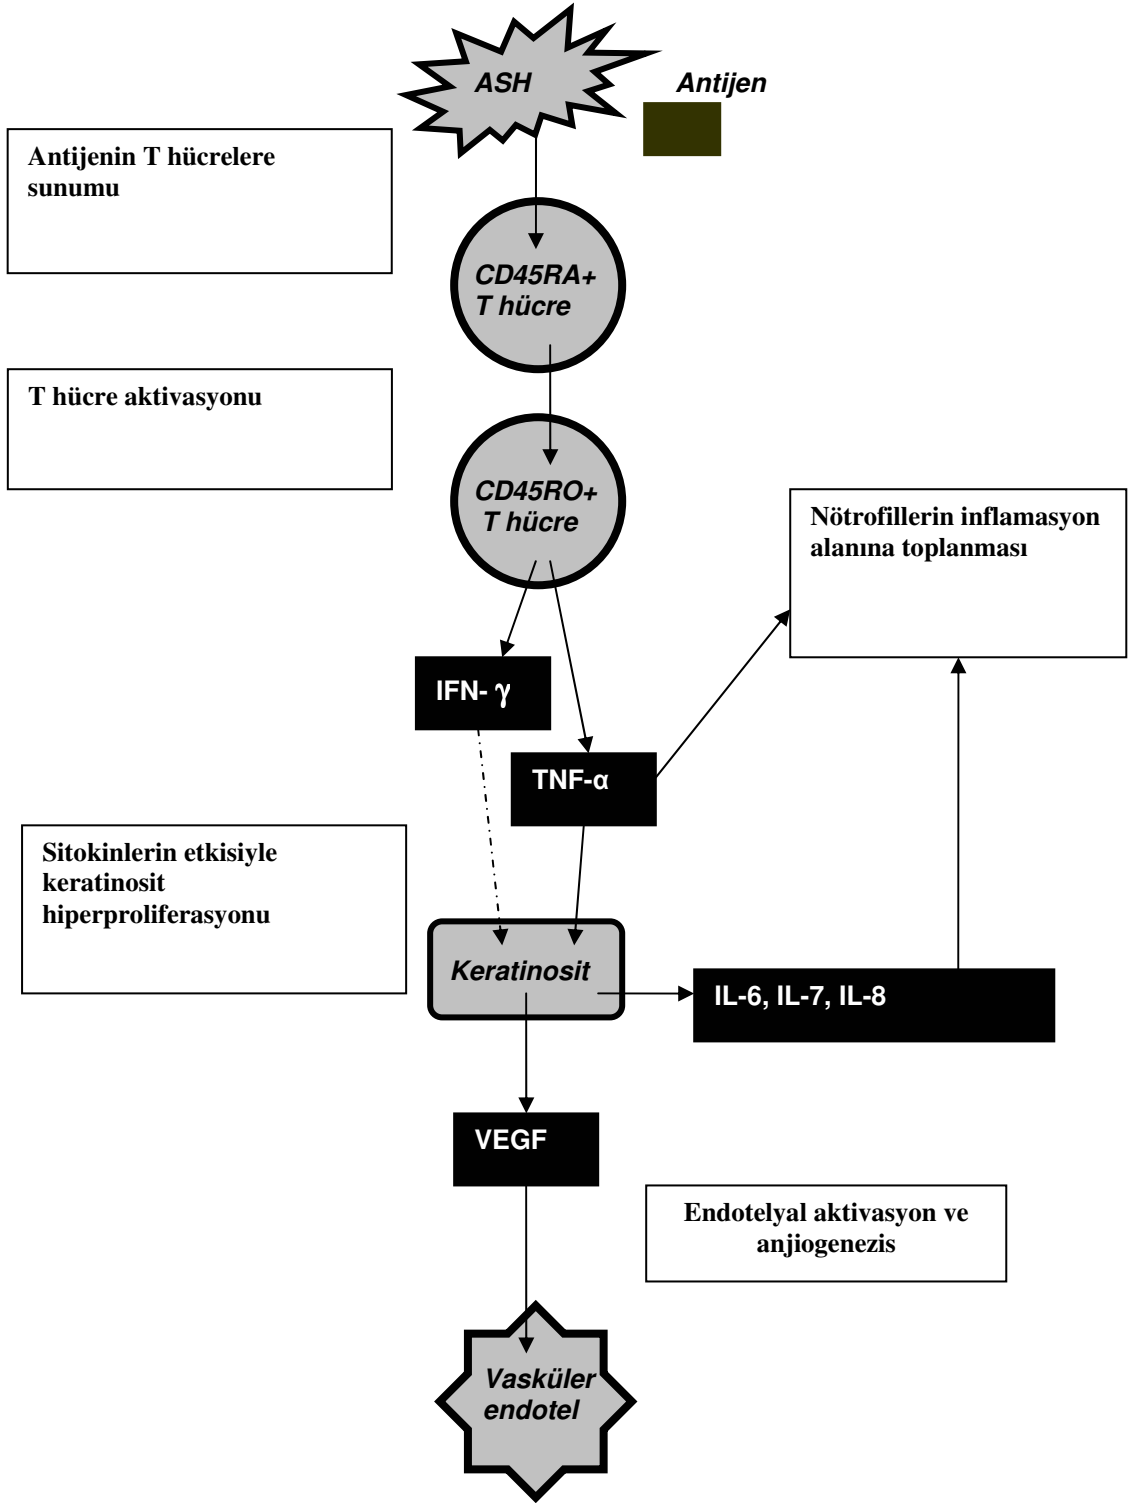 ASH
Antijen
Antijenin T hücrelere
sunumu
CD45RA+
T hücre
T hücre aktivasyonu
CD45RO+
T hücre
Nötrofillerin inflamasyon
alanına toplanması
IFN- γ
TNF-α
Sitokinlerin etkisiyle
keratinosit
hiperproliferasyonu
Keratinosit
IL-6, IL-7, IL-8
VEGF
Endotelyal aktivasyon ve
anjiogenezis
Vasküler
endotel